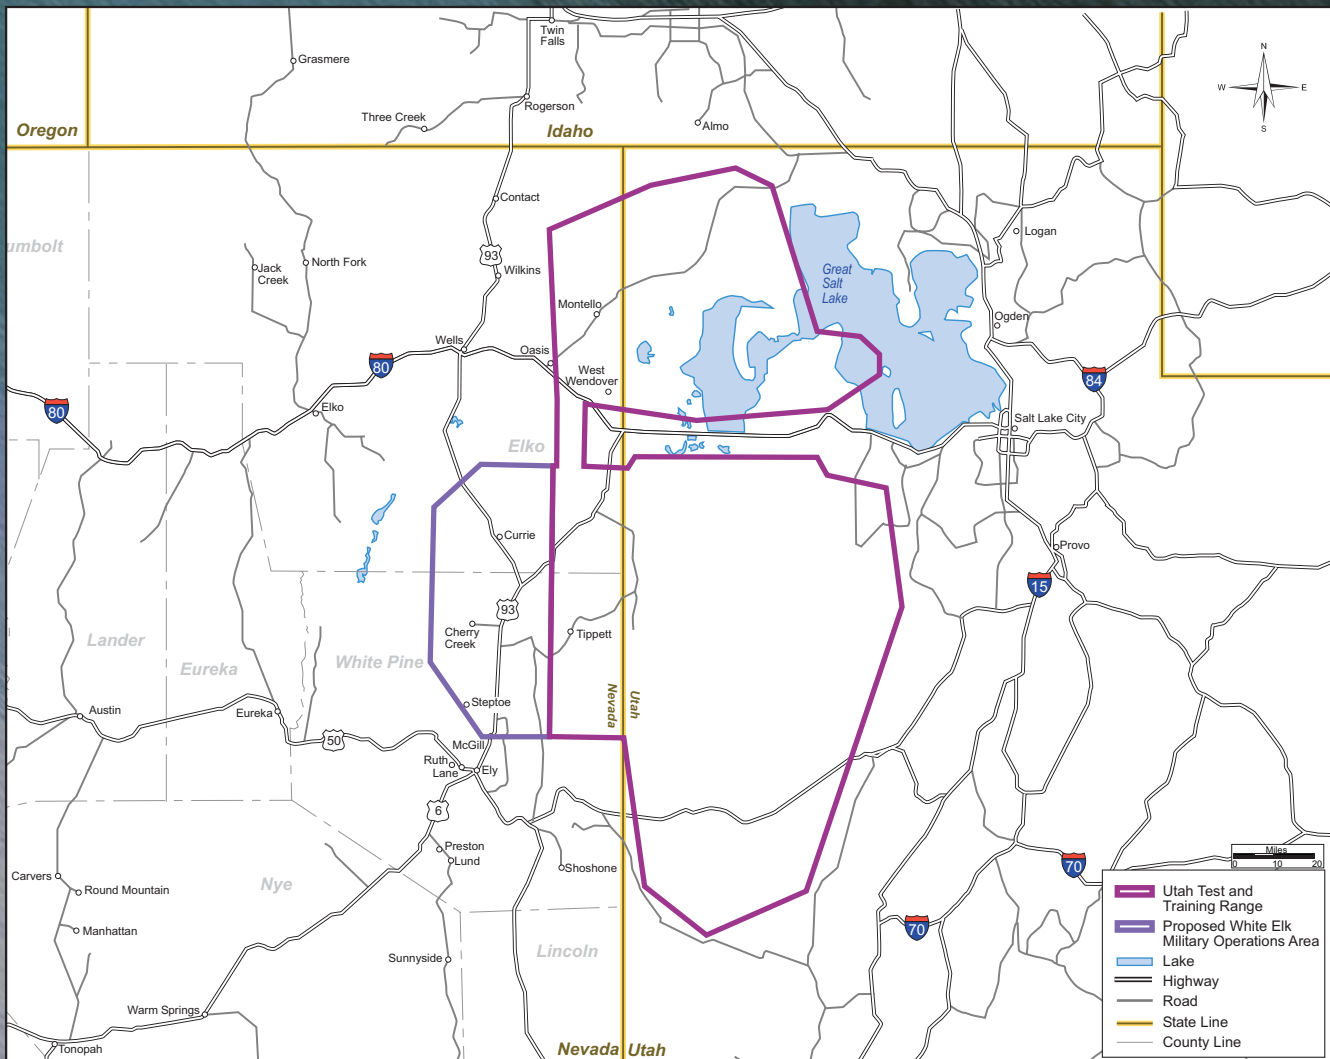 Twin
Falls
Grasmere
N
W
E
S
Rogerson
Three Creek
Almo
Oregon
Idaho
Contact
Logan
umbolt
93
Jack
Creek
North Fork
Wilkins
Great
Salt
Lake
Montello
Ogden
Wells
Oasis
80
West
Wendover
84
80
Elko
Salt Lake City
Elko
Currie
Provo
15
93
Cherry
Creek
Tippett
Lander
Eureka
White Pine
Nevada
Utah
Steptoe
Austin
Eureka
50
McGill
Ruth
Lane
Ely
6
Preston
Lund
Shoshone
Miles
0
10
20
70
Carvers
Round Mountain
Nye
Manhattan
70
Sunnyside
Lincoln
Warm Springs
Tonopah
Nevada
Utah
Utah Test and
Training Range
Proposed White Elk
Military Operations Area
Lake
Highway
Road
State Line
County Line